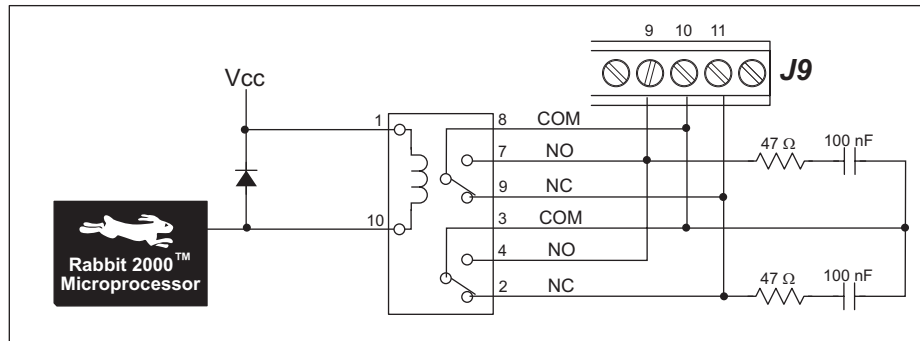 9 10 11
J9
Vcc
1
8 COM
7 NO
9 NC
10
3 COM
4 NO
2 NC
47 Ω 100 nF
47 Ω 100 nF
Rabbit 2000™
Microprocessor